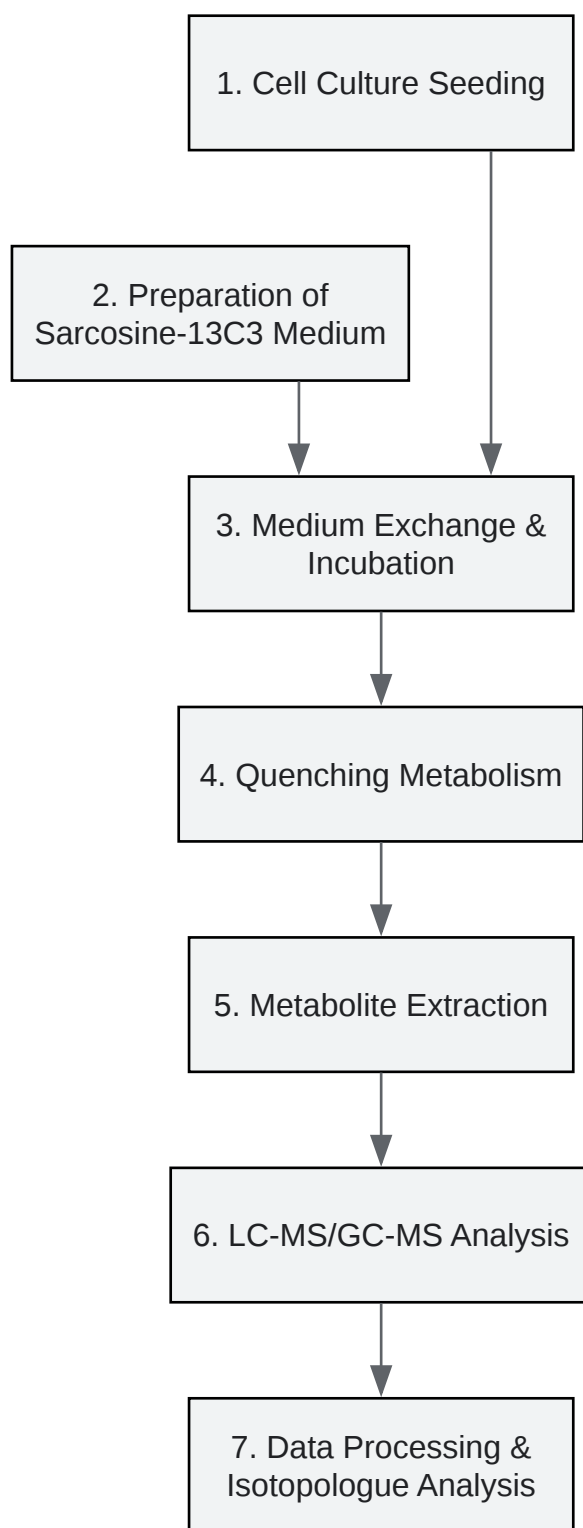 1. Cell Culture Seeding
2. Preparation of
Sarcosine-13C3 Medium
3. Medium Exchange &
Incubation
4. Quenching Metabolism
5. Metabolite Extraction
6. LC-MS/GC-MS Analysis
7. Data Processing &
Isotopologue Analysis